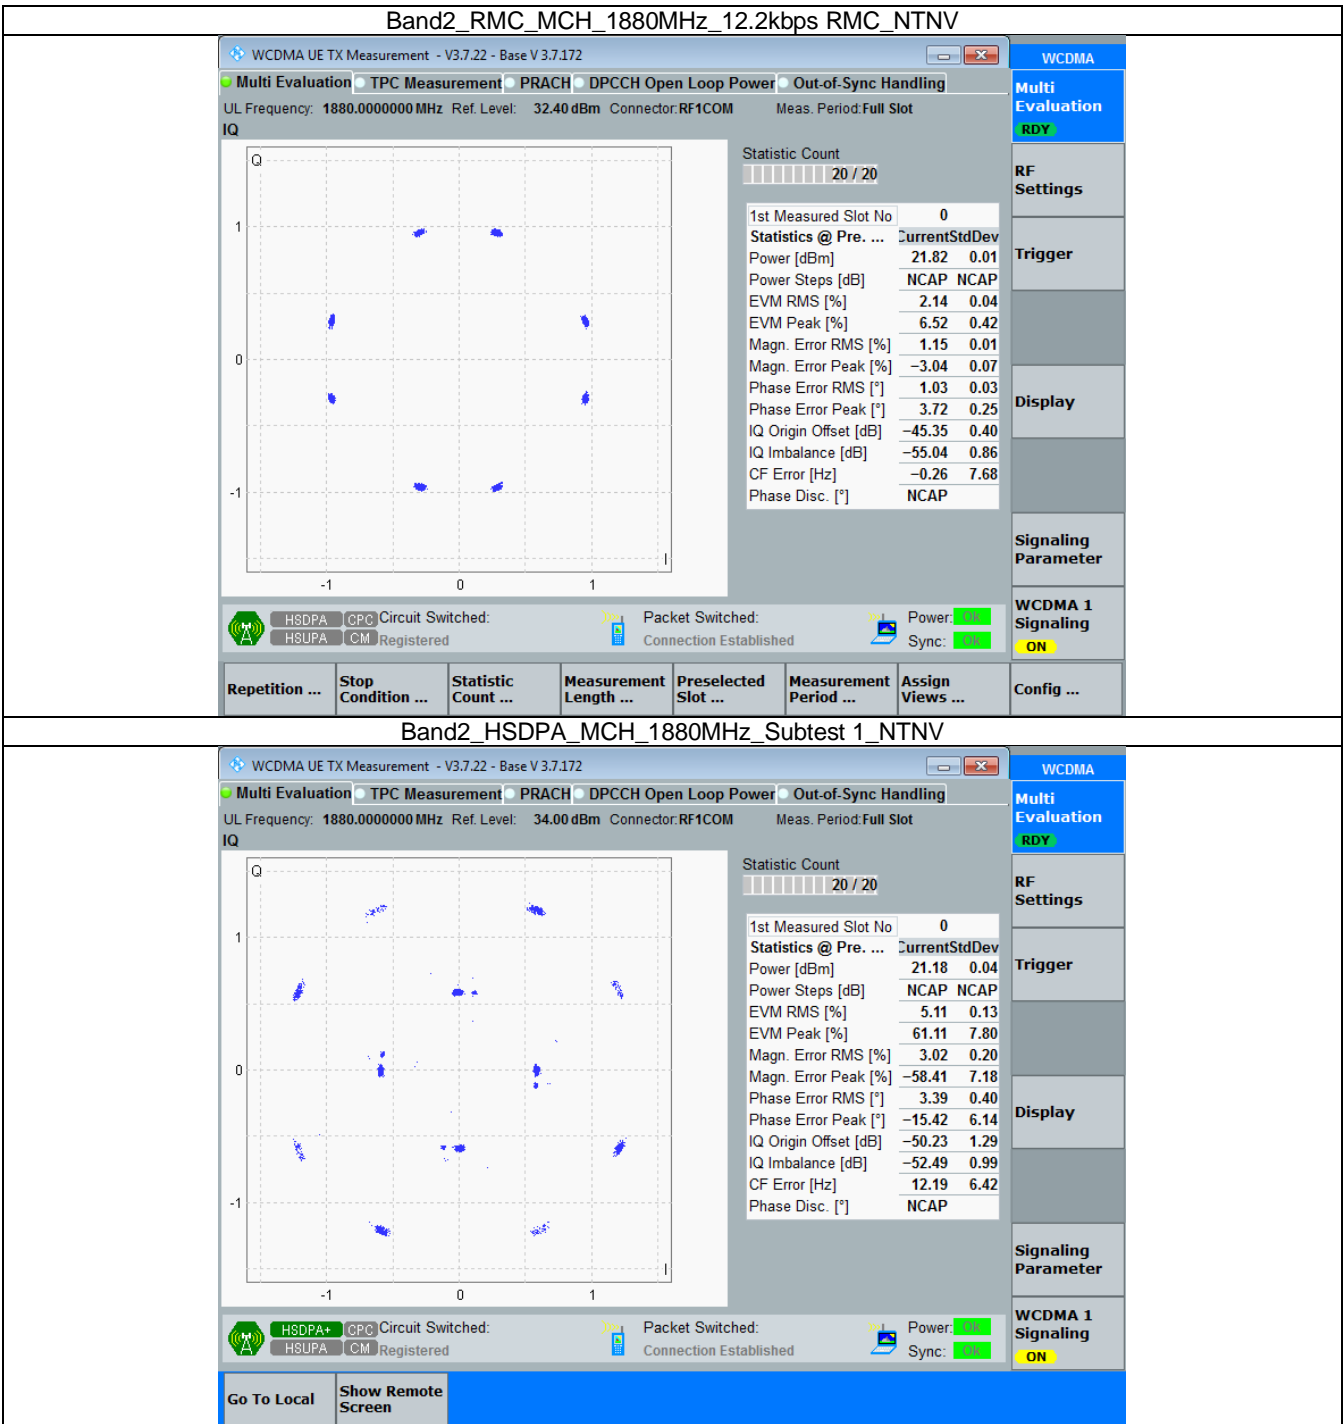 Band2_RMC_MCH_1880MHz_12.2kbps RMC_NTNV
WCDMA UE TX Measurement - V3.7.22 - Base V 3.7.172
WCDMA
Multi Evaluation TPC Measurement PRACH DPCCH Open Loop Power Out-of-Sync Handling
Multi
Evaluation
RDY
UL Frequency: 1880.0000000 MHz Ref. Level: 32.40 dBm Connector: RF1COM Meas. Period: Full Slot
IQ
Q
1
0
-1
-1 0 1
I
Statistic Count
20 / 20
1st Measured Slot No 0
Statistics @ Pre. ... Current StdDev
Power [dBm] 21.82 0.01
Power Steps [dB] NCAP NCAP
EVM RMS [%] 2.14 0.04
EVM Peak [%] 6.52 0.42
Magn. Error RMS [%] 1.15 0.01
Magn. Error Peak [%] −3.04 0.07
Phase Error RMS [°] 1.03 0.03
Phase Error Peak [°] 3.72 0.25
IQ Origin Offset [dB] −45.35 0.40
IQ Imbalance [dB] −55.04 0.86
CF Error [Hz] −0.26 7.68
Phase Disc. [°] NCAP
RF
Settings
Trigger
Display
Signaling
Parameter
WCDMA 1
Signaling
ON
HSDPA CPC Circuit Switched: Packet Switched: Power: Ok
HSUPA CM Registered Connection Established Sync: Ok
Repetition ...
Stop
Condition ...
Statistic
Count ...
Measurement
Length ...
Preselected
Slot ...
Measurement
Period ...
Assign
Views ...
Config ...
Band2_HSDPA_MCH_1880MHz_Subtest 1_NTNV
WCDMA UE TX Measurement - V3.7.22 - Base V 3.7.172
WCDMA
Multi Evaluation TPC Measurement PRACH DPCCH Open Loop Power Out-of-Sync Handling
Multi
Evaluation
RDY
UL Frequency: 1880.0000000 MHz Ref. Level: 34.00 dBm Connector: RF1COM Meas. Period: Full Slot
IQ
Q
1
0
-1
-1 0 1
I
Statistic Count
20 / 20
1st Measured Slot No 0
Statistics @ Pre. ... Current StdDev
Power [dBm] 21.18 0.04
Power Steps [dB] NCAP NCAP
EVM RMS [%] 5.11 0.13
EVM Peak [%] 61.11 7.80
Magn. Error RMS [%] 3.02 0.20
Magn. Error Peak [%] −58.41 7.18
Phase Error RMS [°] 3.39 0.40
Phase Error Peak [°] −15.42 6.14
IQ Origin Offset [dB] −50.23 1.29
IQ Imbalance [dB] −52.49 0.99
CF Error [Hz] 12.19 6.42
Phase Disc. [°] NCAP
RF
Settings
Trigger
Display
Signaling
Parameter
WCDMA 1
Signaling
ON
HSDPA+ CPC Circuit Switched: Packet Switched: Power: Ok
HSUPA CM Registered Connection Established Sync: Ok
Go To Local
Show Remote
Screen